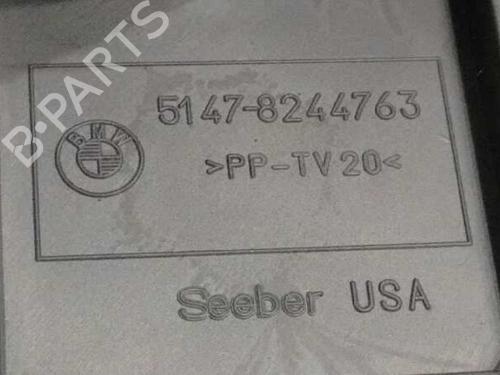 B-PARTS
BMW
5147-8244763
>PP-TV20<
Seeber USA